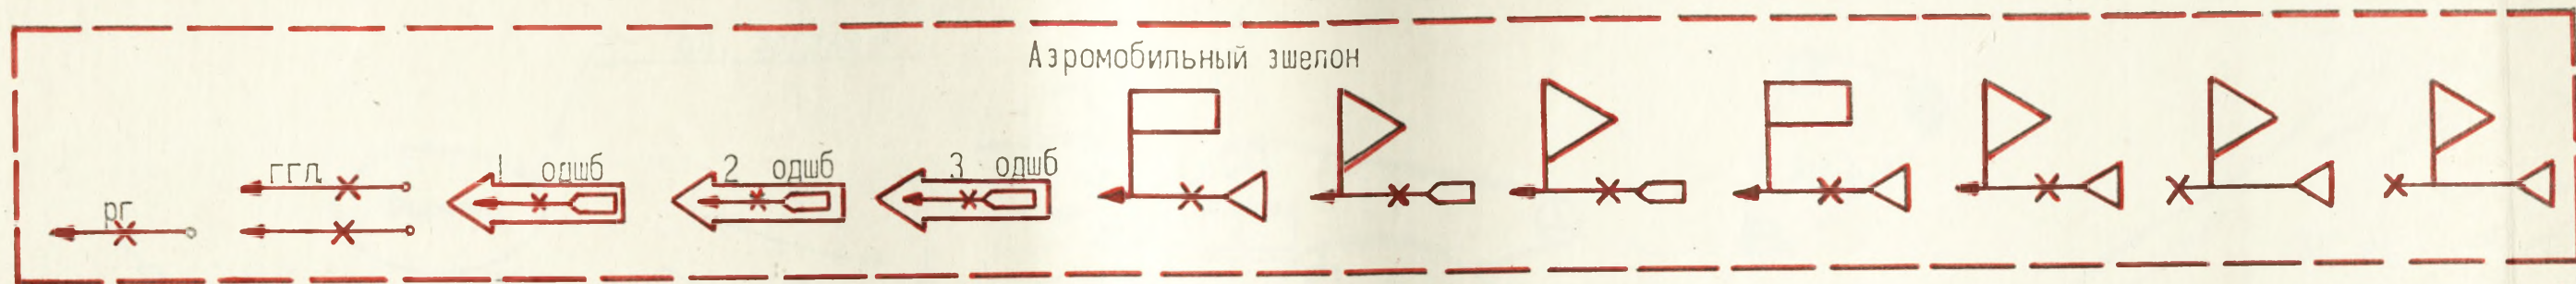 Аэромобильный эшелон
рг
ггл
1 одшб
2 одшб
3 одшб